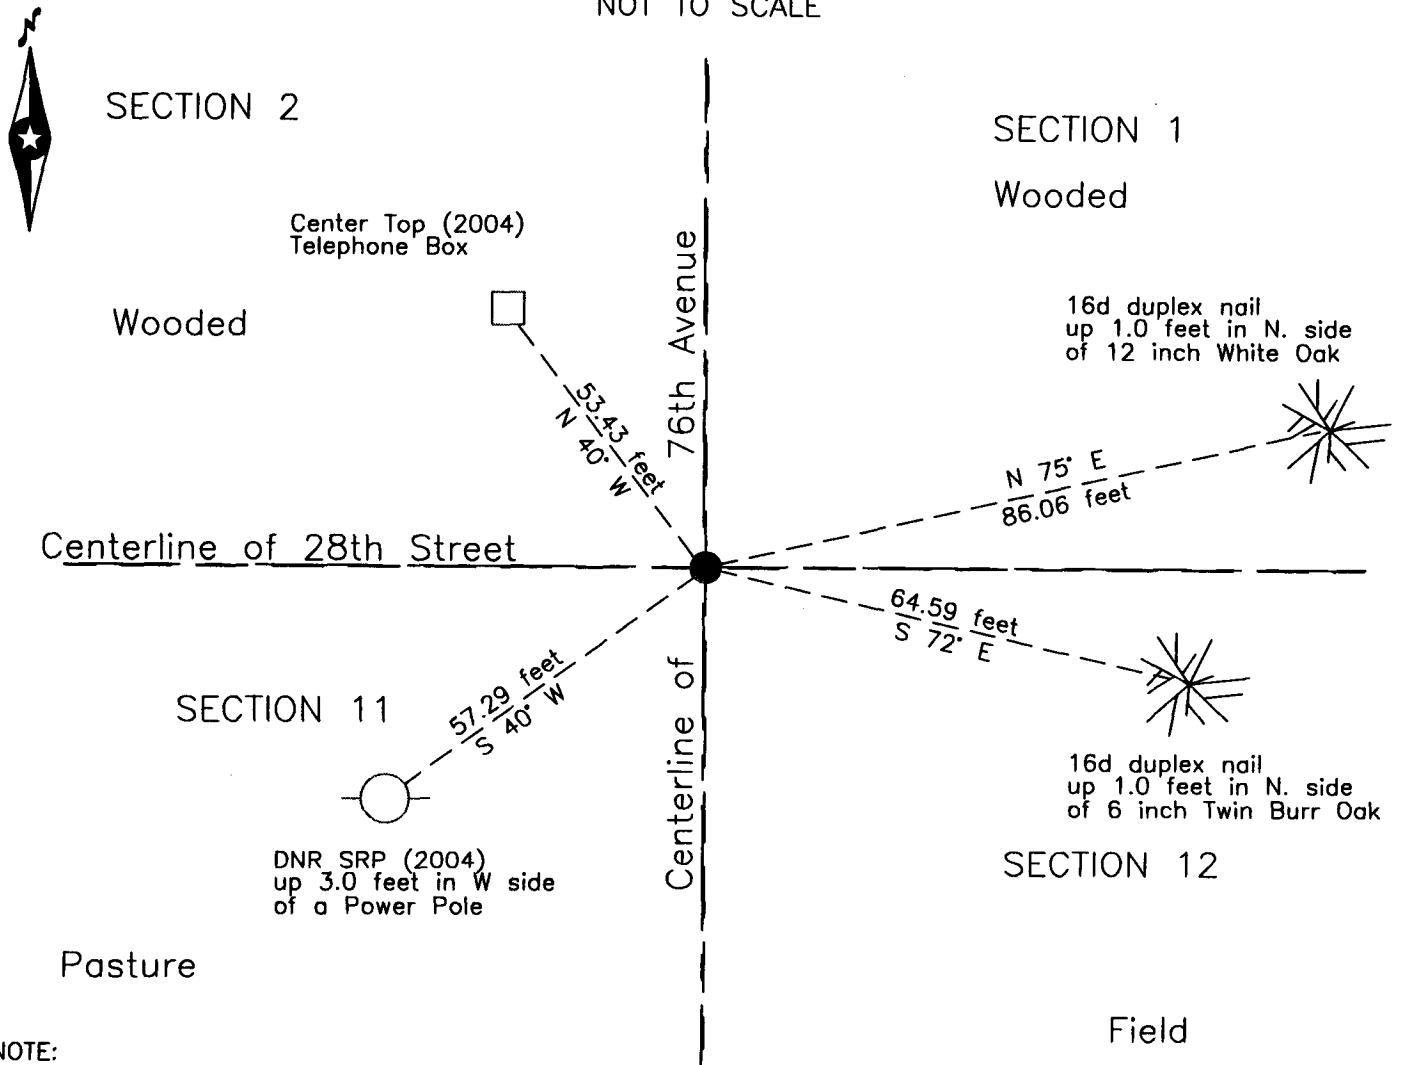 NOT TO SCALE
N
SECTION 2
SECTION 1
Wooded
Center Top (2004)
Telephone Box
Wooded
16d duplex nail
up 1.0 feet in N. side
of 12 inch White Oak
76th Avenue
53.43 feet
N 40° W
N 75° E
86.06 feet
Centerline of 28th Street
64.59 feet
S 72° E
57.29 feet
S 40° W
SECTION 11
Centerline of
16d duplex nail
up 1.0 feet in N. side
of 6 inch Twin Burr Oak
DNR SRP (2004)
up 3.0 feet in W side
of a Power Pole
SECTION 12
Pasture
Field
NOTE: